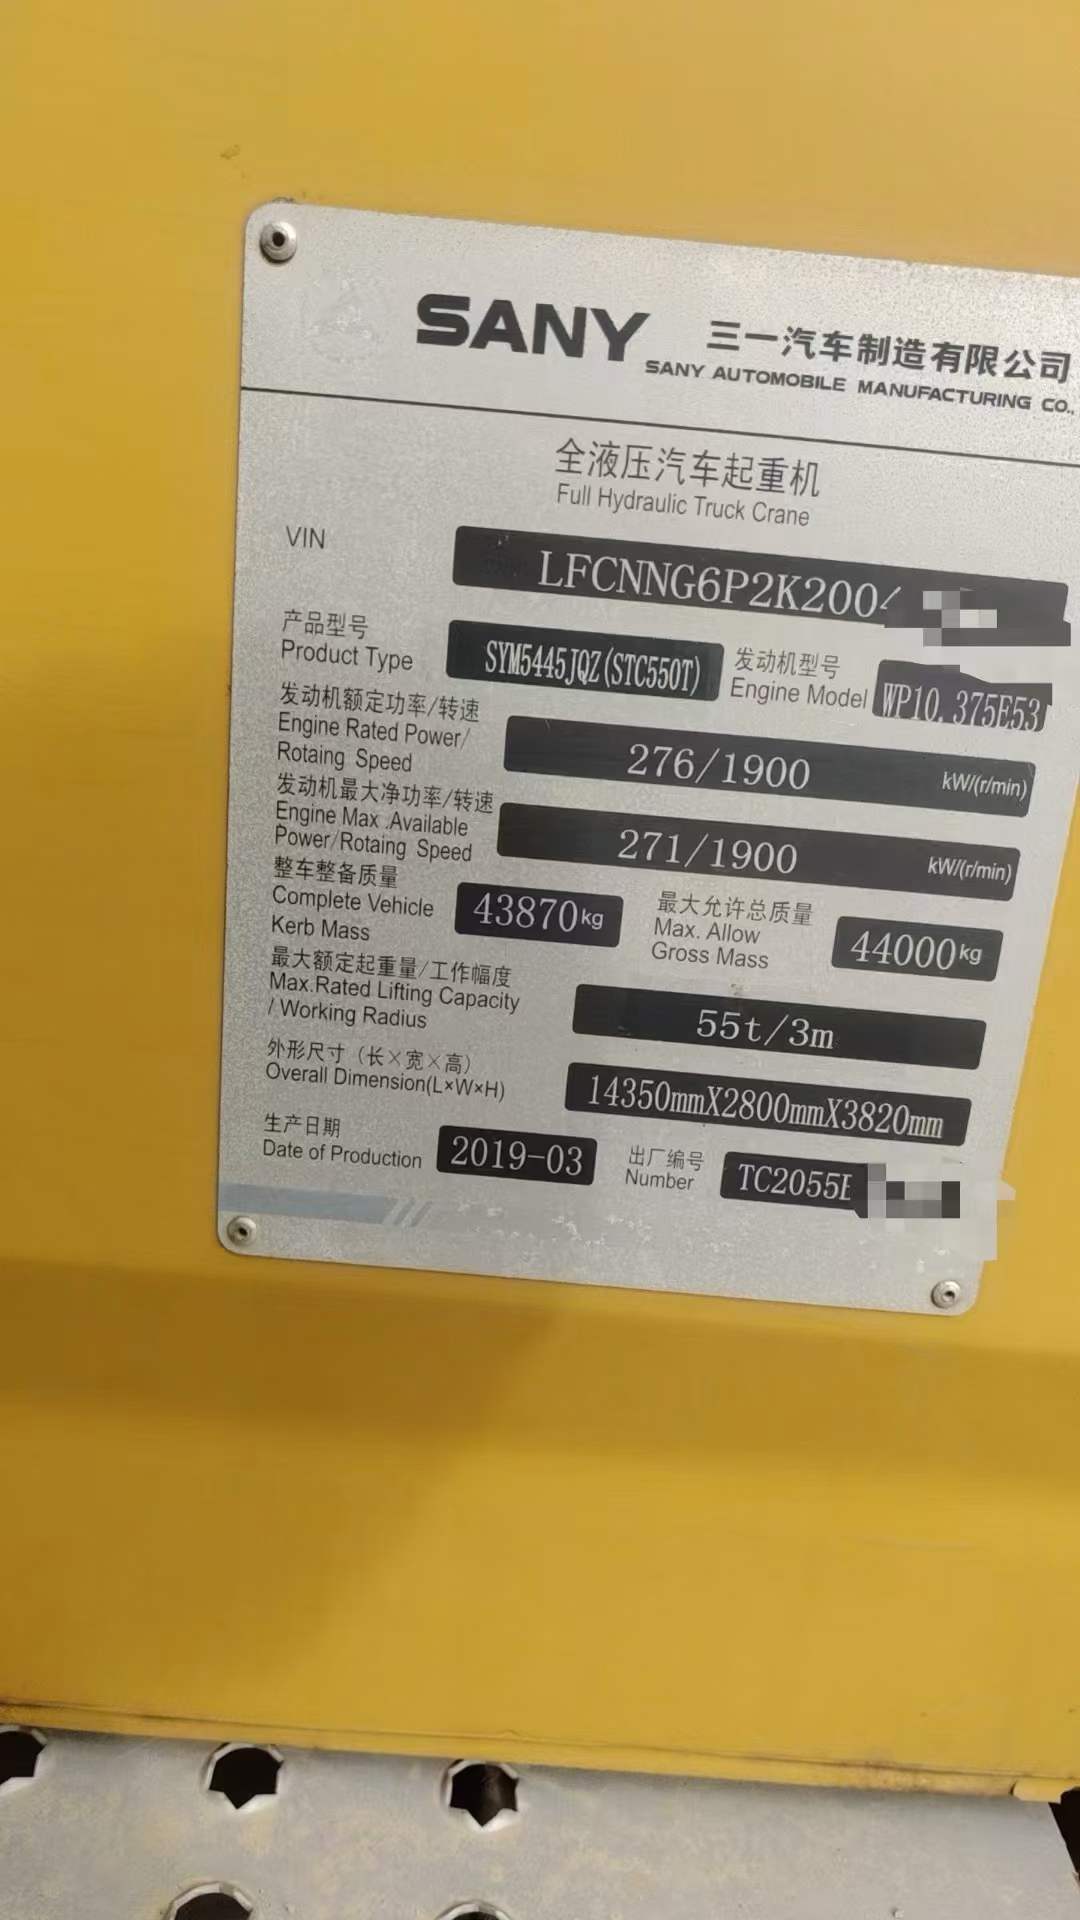 SANY 三一汽车制造有限公司
SANY AUTOMOBILE MANUFACTURING CO.,
全液压汽车起重机
Full Hydraulic Truck Crane
VIN LFCNNG6P2K2004
产品型号 发动机型号
Product Type SYM5445JQZ(STC550T) Engine Model WP10.375E53
发动机额定功率/转速
Engine Rated Power/
Rotaing Speed 276/1900 kW/(r/min)
发动机最大净功率/转速
Engine Max .Available
Power/Rotaing Speed 271/1900 kW/(r/min)
整车整备质量 最大允许总质量
Complete Vehicle 43870kg Max. Allow 44000kg
Kerb Mass Gross Mass
最大额定起重量/工作幅度
Max.Rated Lifting Capacity
/ Working Radius 55t/3m
外形尺寸（长×宽×高）
Overall Dimension(L×W×H) 14350mmX2800mmX3820mm
生产日期 出厂编号
Date of Production 2019-03 Number TC2055